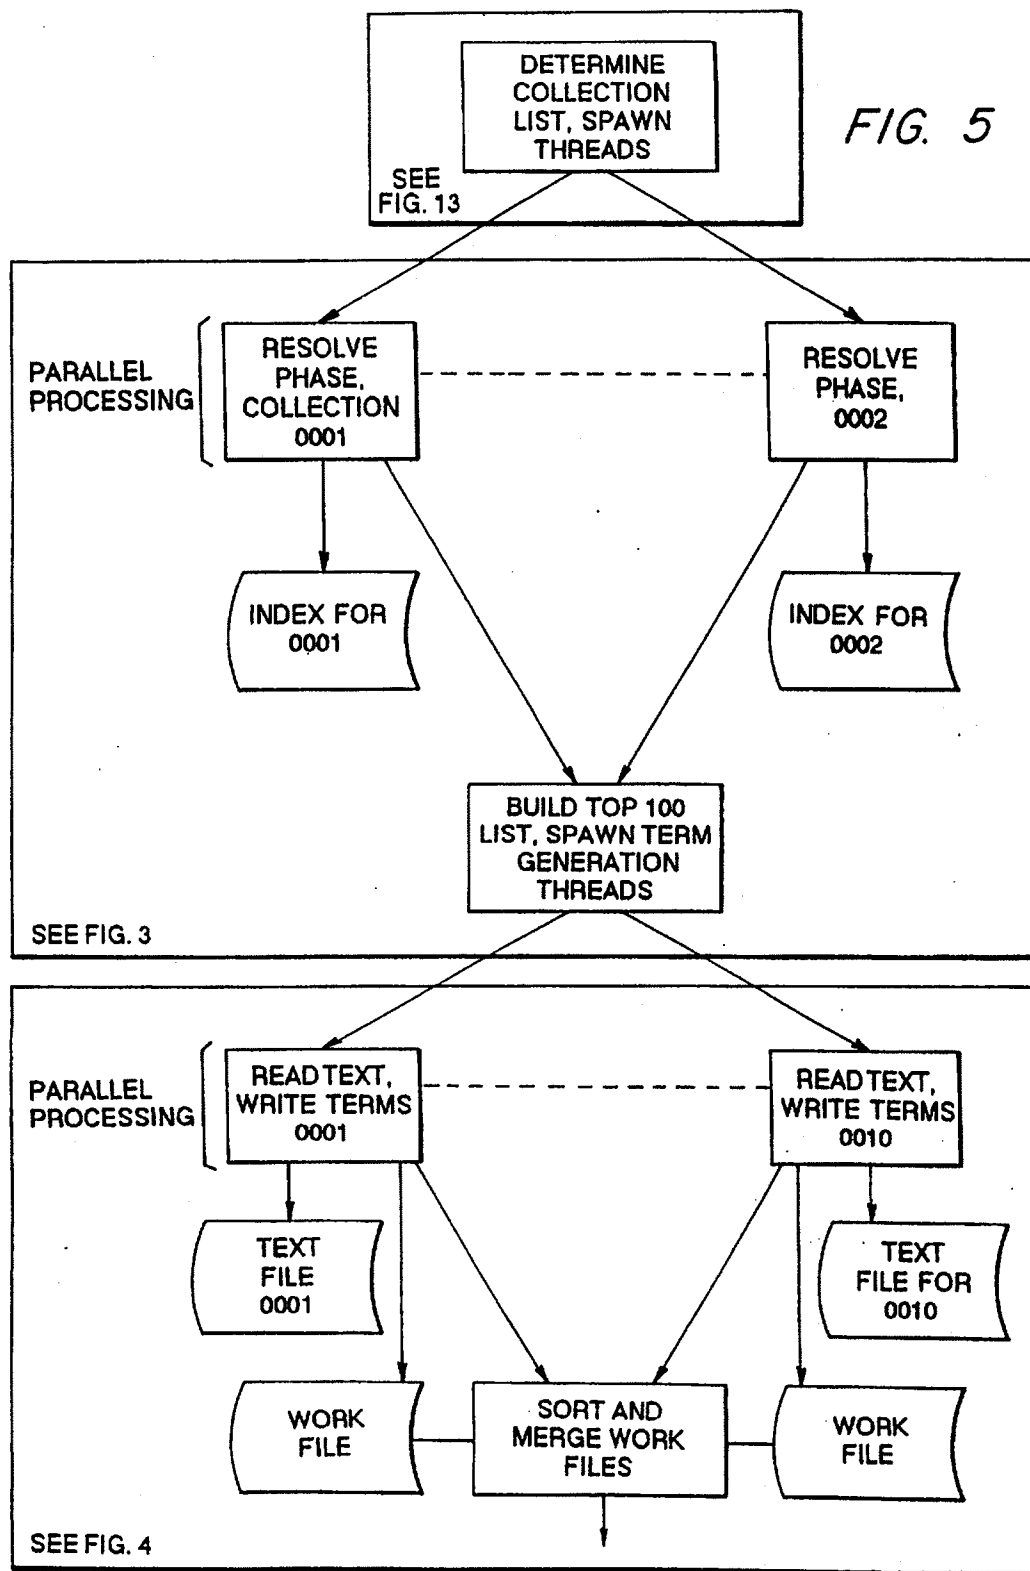 DETERMINE
COLLECTION
LIST, SPAWN
THREADS
FIG. 5
SEE
FIG. 13
PARALLEL
PROCESSING
RESOLVE
PHASE,
COLLECTION
0001
RESOLVE
PHASE,
0002
INDEX FOR
0001
INDEX FOR
0002
BUILD TOP 100
LIST, SPAWN TERM
GENERATION
THREADS
SEE FIG. 3
PARALLEL
PROCESSING
READ TEXT,
WRITE TERMS
0001
READ TEXT,
WRITE TERMS
0010
TEXT
FILE
0001
TEXT
FILE FOR
0010
WORK
FILE
SORT AND
MERGE WORK
FILES
WORK
FILE
SEE FIG. 4